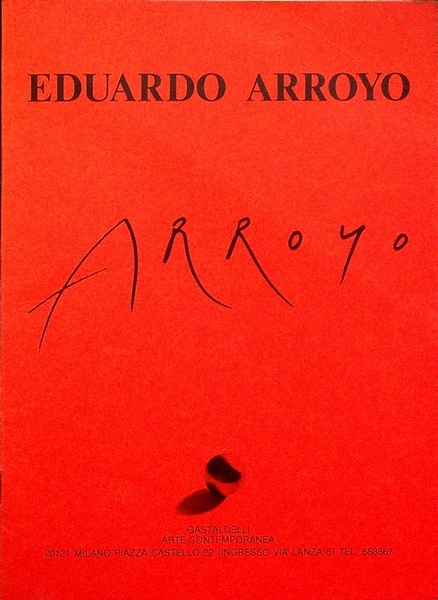 EDUARDO ARROYO
ARROYO
GASTALDELLI
ARTE CONTEMPORANEA
20121 MILANO PIAZZA CASTELLO 22 (INGRESSO VIA LANZA 6) TEL. 863867